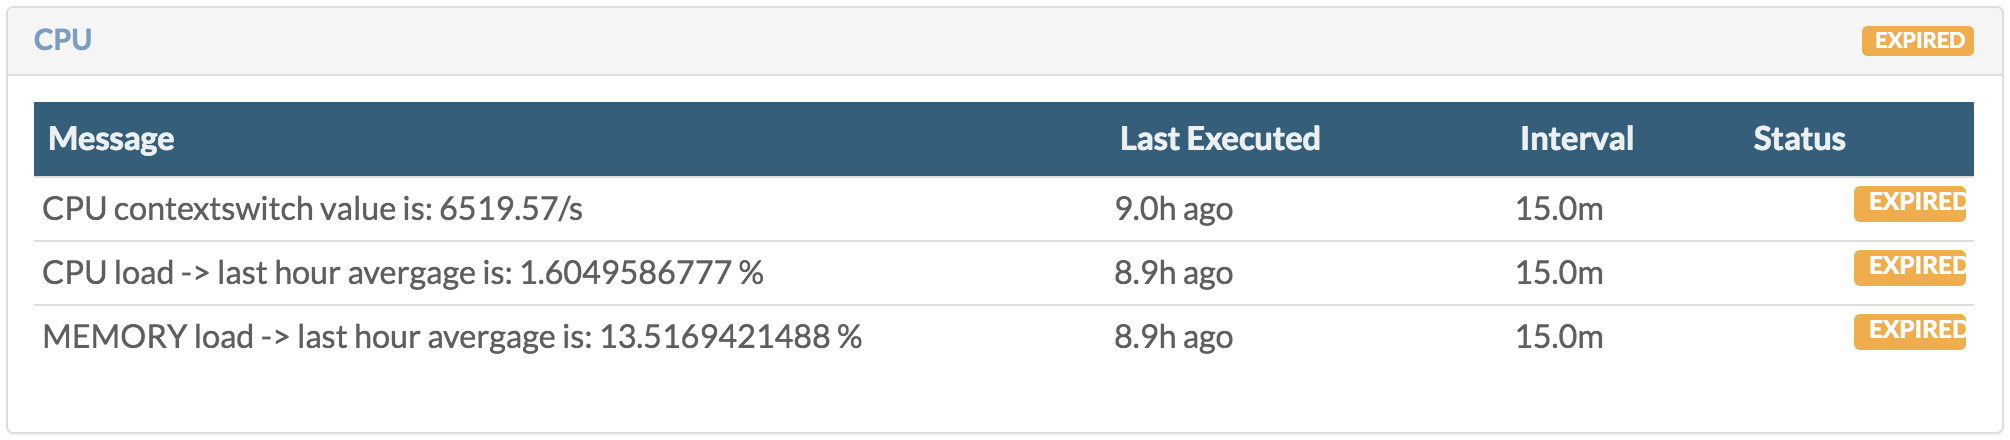 CPU EXPIRED
Message Last Executed Interval Status
CPU contextswitch value is: 6519.57/s 9.0h ago 15.0m EXPIRED
CPU load -> last hour avergage is: 1.6049586777 % 8.9h ago 15.0m EXPIRED
MEMORY load -> last hour avergage is: 13.5169421488 % 8.9h ago 15.0m EXPIRED